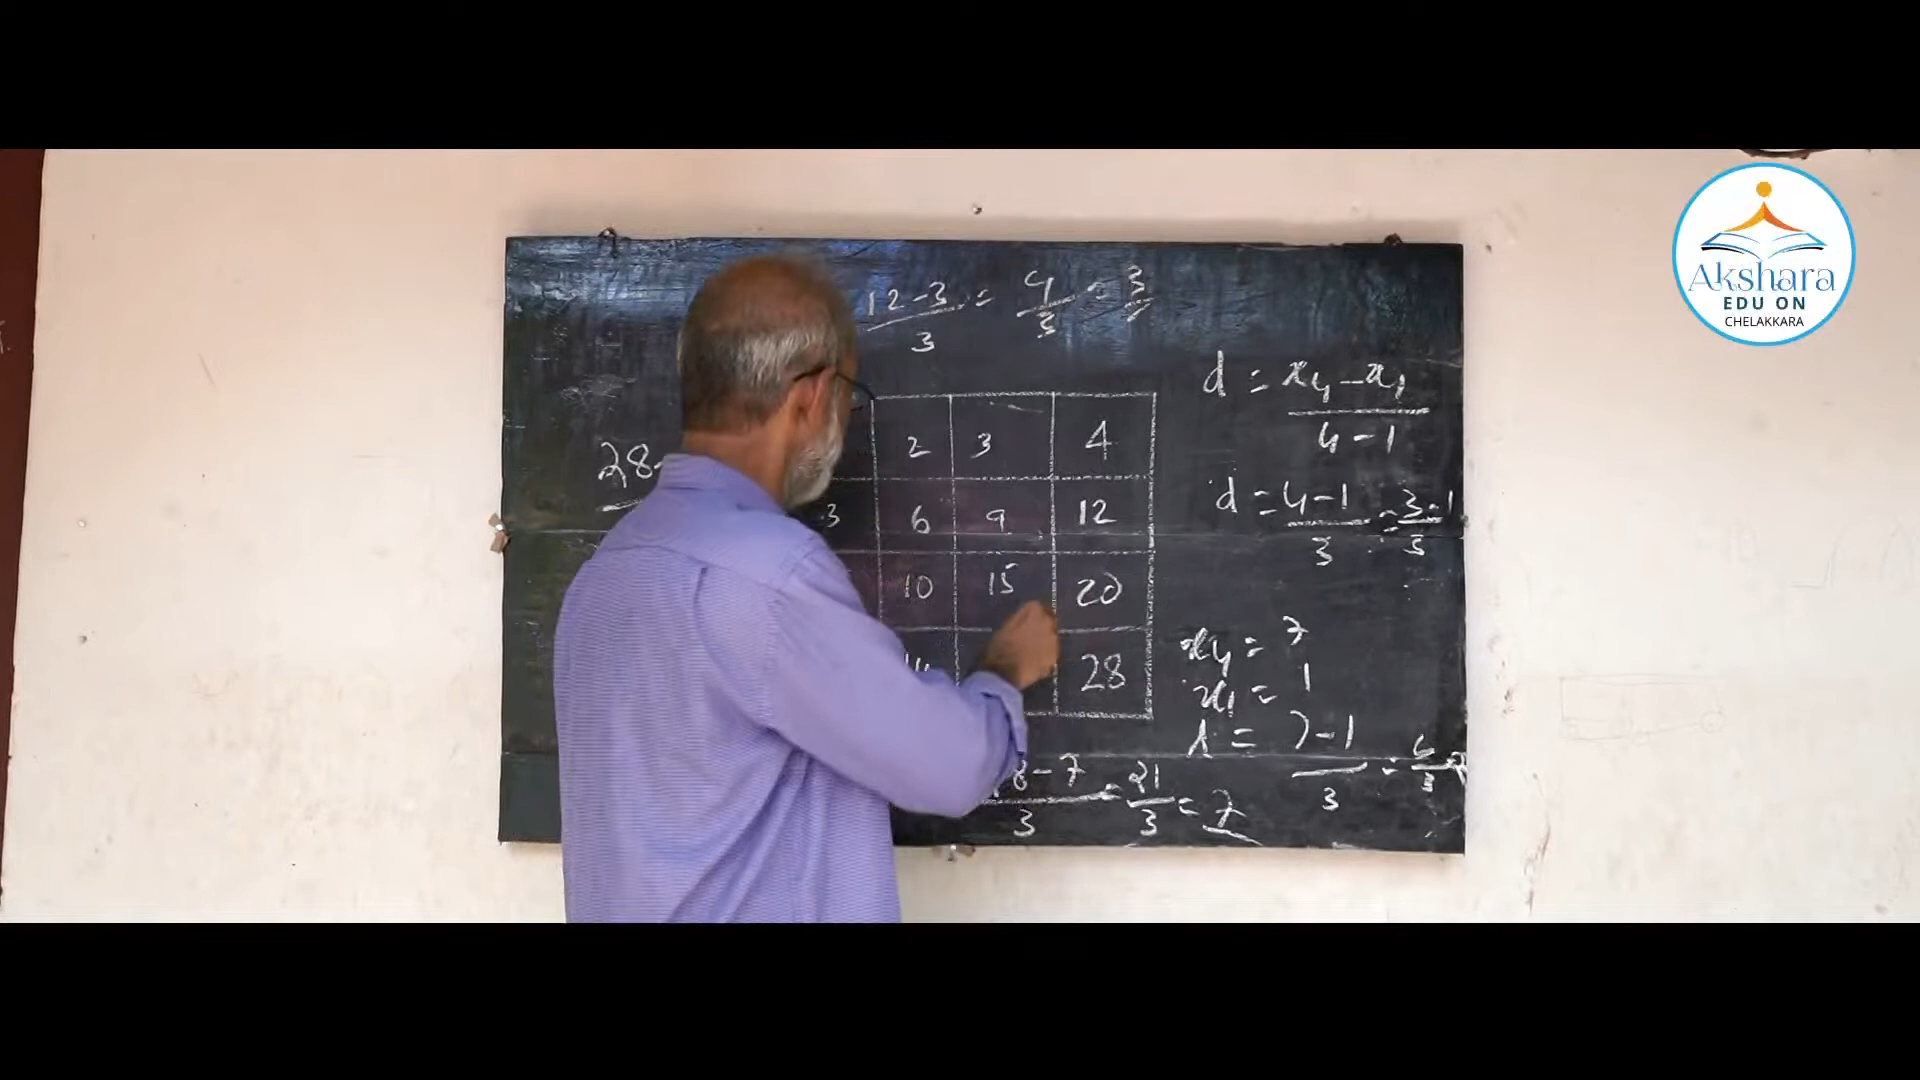 12-3/3 = 9/3 = 3
28-
2 3 4
3 6 9 12
10 15 20
28
d = x4 - x1 / 4-1
d = 4-1/3 = 3/3 = 1
x4 = 7
x1 = 1
7-1/3 = 6/3
8-7/3 = 21/3 = 7
Akshara
EDU ON
CHELAKKARA